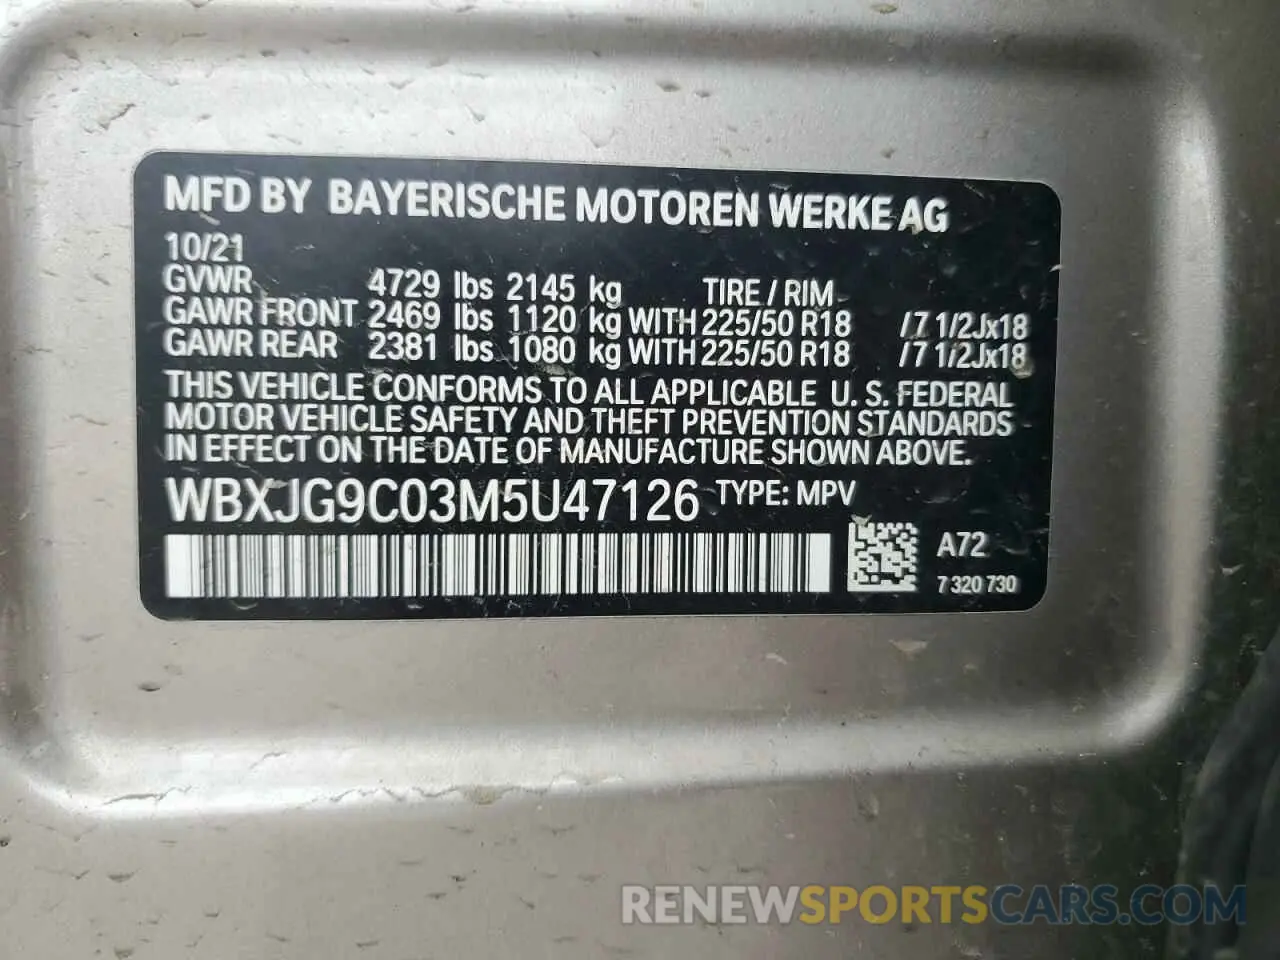 MFD BY BAYERISCHE MOTOREN WERKE AG
10/21
GVWR 4729 lbs 2145 kg TIRE / RIM
GAWR FRONT 2469 lbs 1120 kg WITH 225/50 R18 / 7 1/2Jx18
GAWR REAR 2381 lbs 1080 kg WITH 225/50 R18 / 7 1/2Jx18
THIS VEHICLE CONFORMS TO ALL APPLICABLE U. S. FEDERAL
MOTOR VEHICLE SAFETY AND THEFT PREVENTION STANDARDS
IN EFFECT ON THE DATE OF MANUFACTURE SHOWN ABOVE.
WBXJG9C03M5U47126 TYPE: MPV
A72
7 320 730
RENEWSPORTSCARS.COM